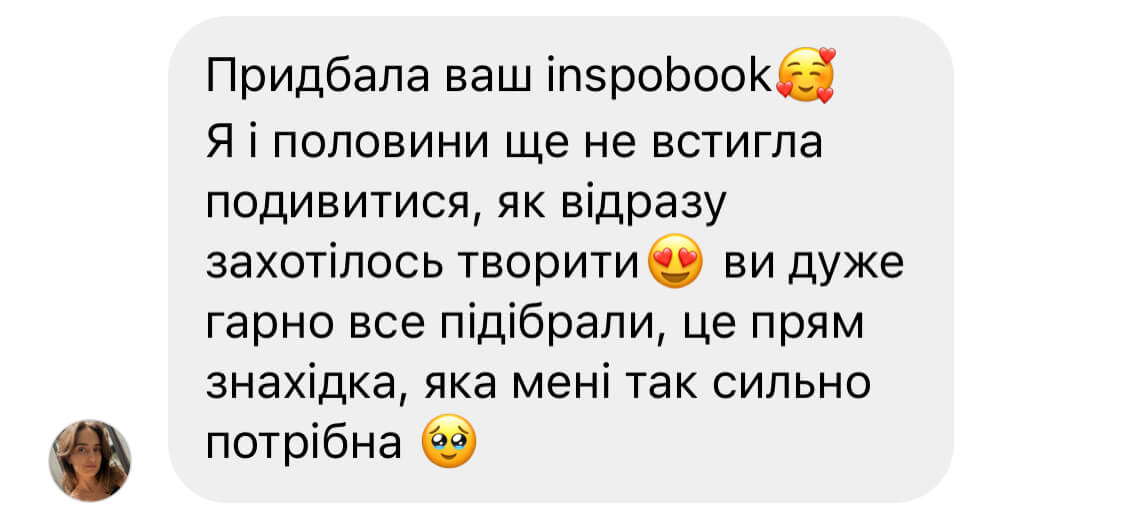 Придбала ваш inspobook🥰
Я і половини ще не встигла
подивитися, як відразу
захотілось творити😍 ви дуже
гарно все підібрали, це прям
знахідка, яка мені так сильно
потрібна 🥹